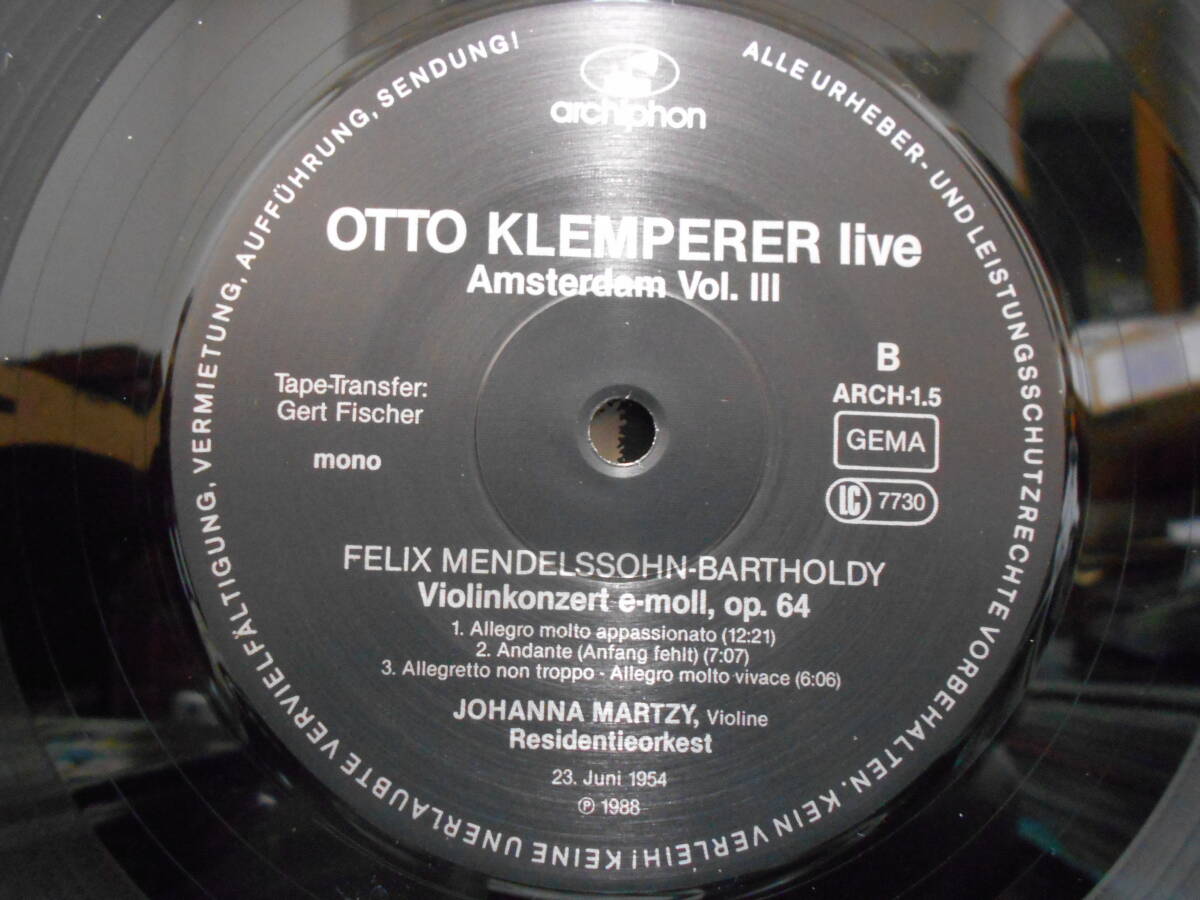 archiphon
OTTO KLEMPERER live
Amsterdam Vol. III
Tape-Transfer:
Gert Fischer
mono
B
ARCH-1.5
GEMA
LC 7730
FELIX MENDELSSOHN-BARTHOLDY
Violinkonzert e-moll, op. 64
1. Allegro molto appassionato (12:21)
2. Andante (Anfang fehlt) (7:07)
3. Allegretto non troppo - Allegro molto vivace (6:06)
JOHANNA MARTZY, Violine
Residentieorkest
23. Juni 1954
℗ 1988
ALLE URHEBER- UND LEISTUNGSSCHUTZRECHTE VORBEHALTEN. KEIN VERLEIH! KEINE UNERLAUBTE VERVIELFÄLTIGUNG, VERMIETUNG, AUFFÜHRUNG, SENDUNG!